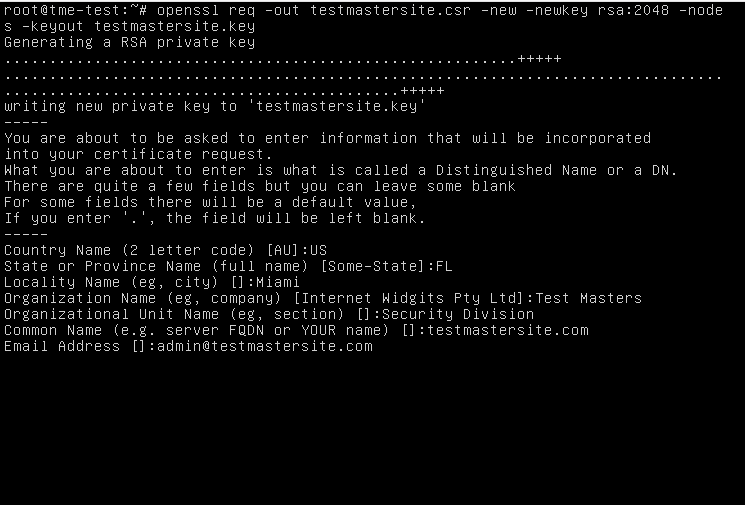 root@tme-test:~# openssl req -out testmastersite.csr -new -newkey rsa:2048 -node
s -keyout testmastersite.key
Generating a RSA private key
.........................................................+++++
................................................................................
............................................+++++
writing new private key to 'testmastersite.key'
-----
You are about to be asked to enter information that will be incorporated
into your certificate request.
What you are about to enter is what is called a Distinguished Name or a DN.
There are quite a few fields but you can leave some blank
For some fields there will be a default value,
If you enter '.', the field will be left blank.
-----
Country Name (2 letter code) [AU]:US
State or Province Name (full name) [Some-State]:FL
Locality Name (eg, city) []:Miami
Organization Name (eg, company) [Internet Widgits Pty Ltd]:Test Masters
Organizational Unit Name (eg, section) []:Security Division
Common Name (e.g. server FQDN or YOUR name) []:testmastersite.com
Email Address []:admin@testmastersite.com